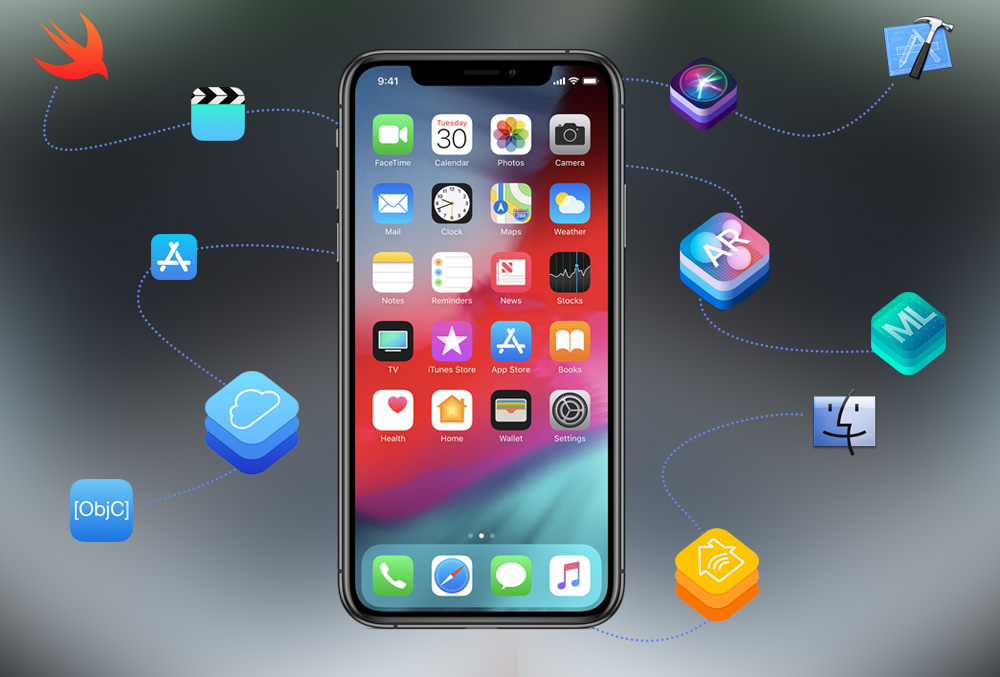 9:41
Tuesday
30
FaceTime
Calendar
Photos
Camera
Mail
Clock
Maps
Weather
Notes
Reminders
News
Stocks
TV
iTunes Store
App Store
Books
Health
Home
Wallet
Settings
AR
ML
[ObjC]